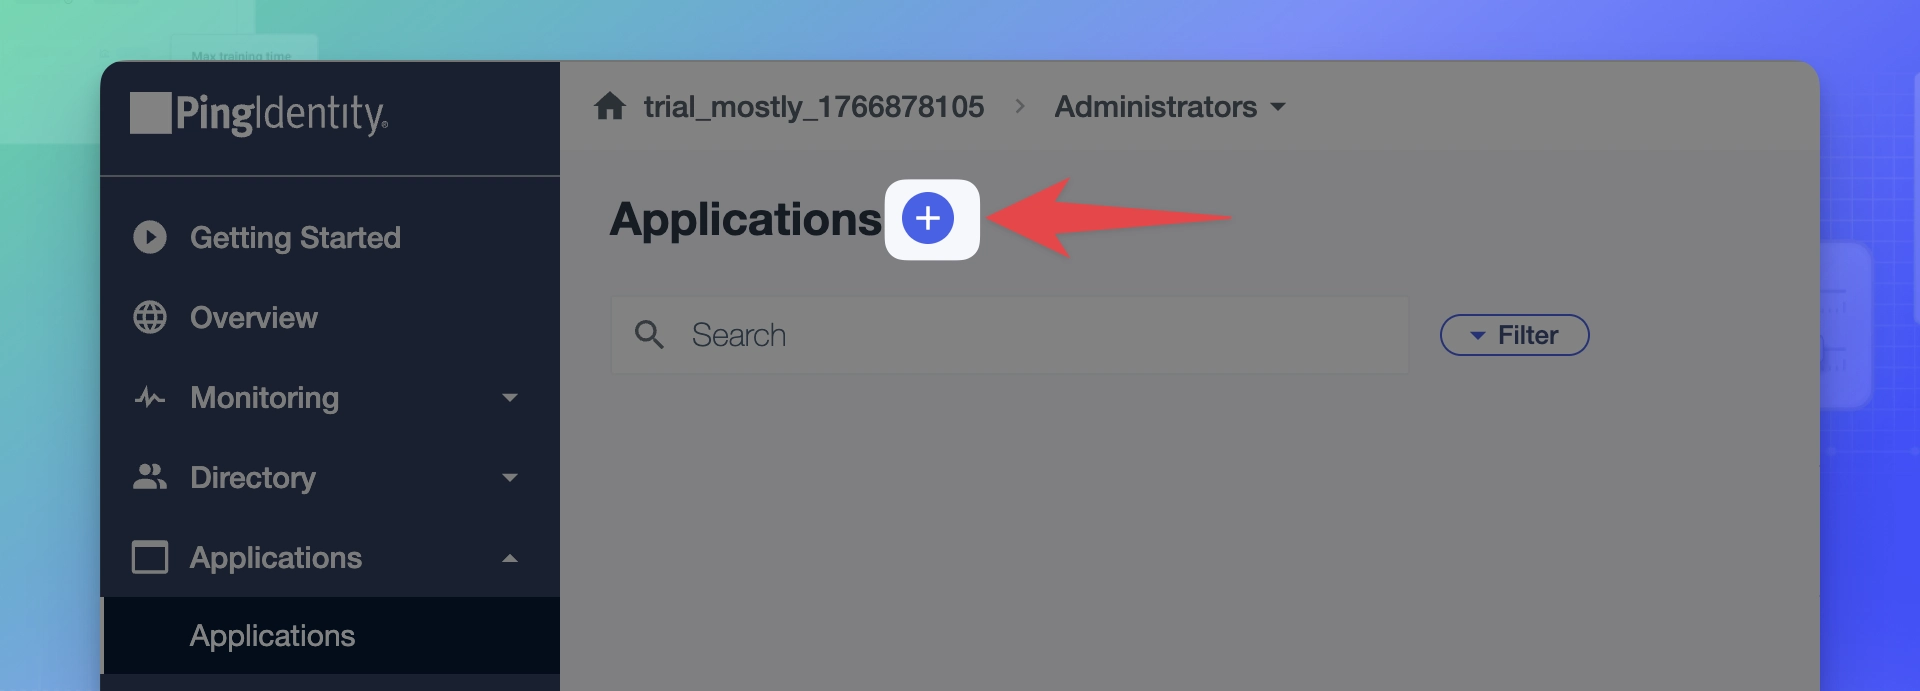 Max training time
PingIdentity®
trial_mostly_1766878105 > Administrators
Applications +
Getting Started
Overview
Search
Filter
Monitoring
Directory
Applications
Applications